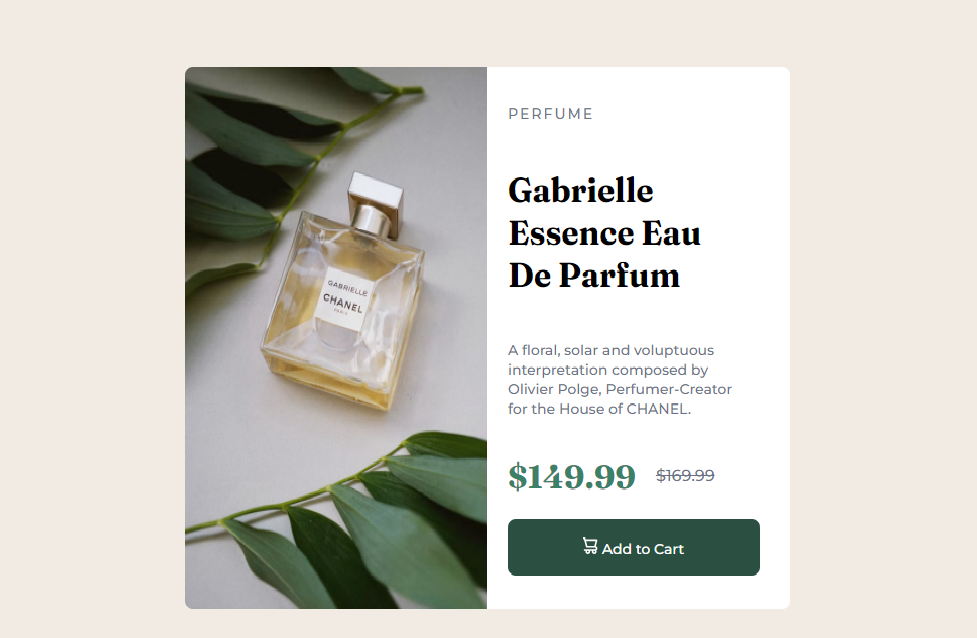 GABRIELLE
CHANEL
PARIS
PERFUME
Gabrielle
Essence Eau
De Parfum
A floral, solar and voluptuous
interpretation composed by
Olivier Polge, Perfumer-Creator
for the House of CHANEL.
$149.99 $169.99
Add to Cart